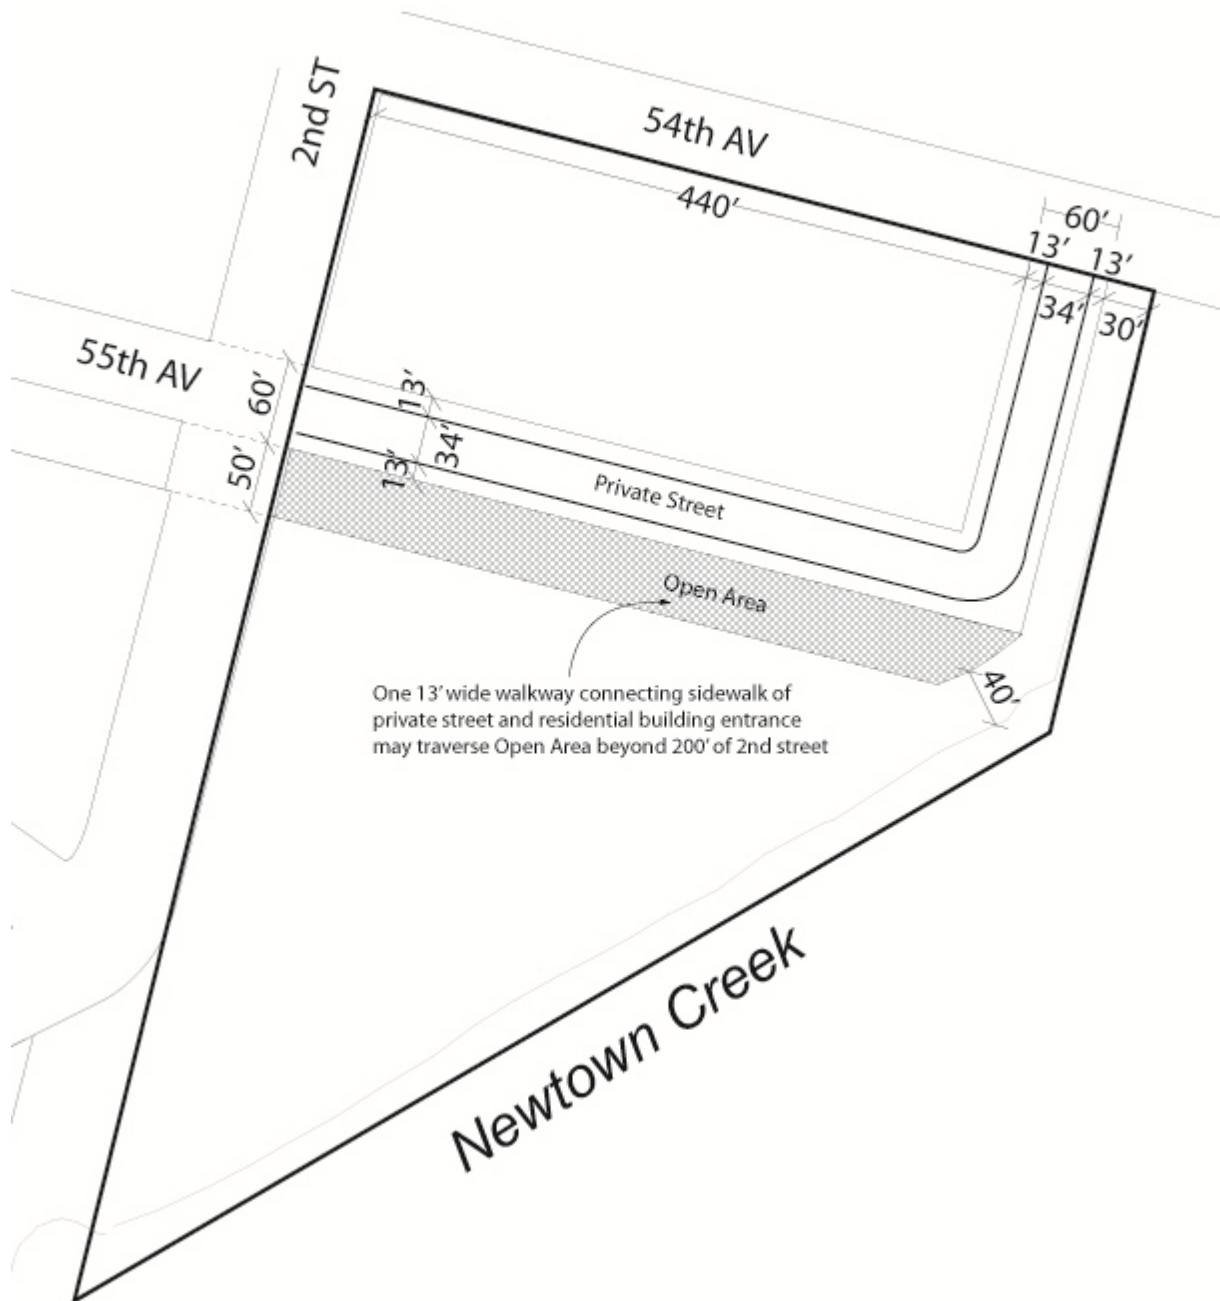 2nd ST
54th AV
440'
60'
13'
13'
34'
30'
55th AV
60'
50'
13'
34'
13'
Private Street
Open Area
40'
One 13' wide walkway connecting sidewalk of
private street and residential building entrance
may traverse Open Area beyond 200' of 2nd street
Newtown Creek